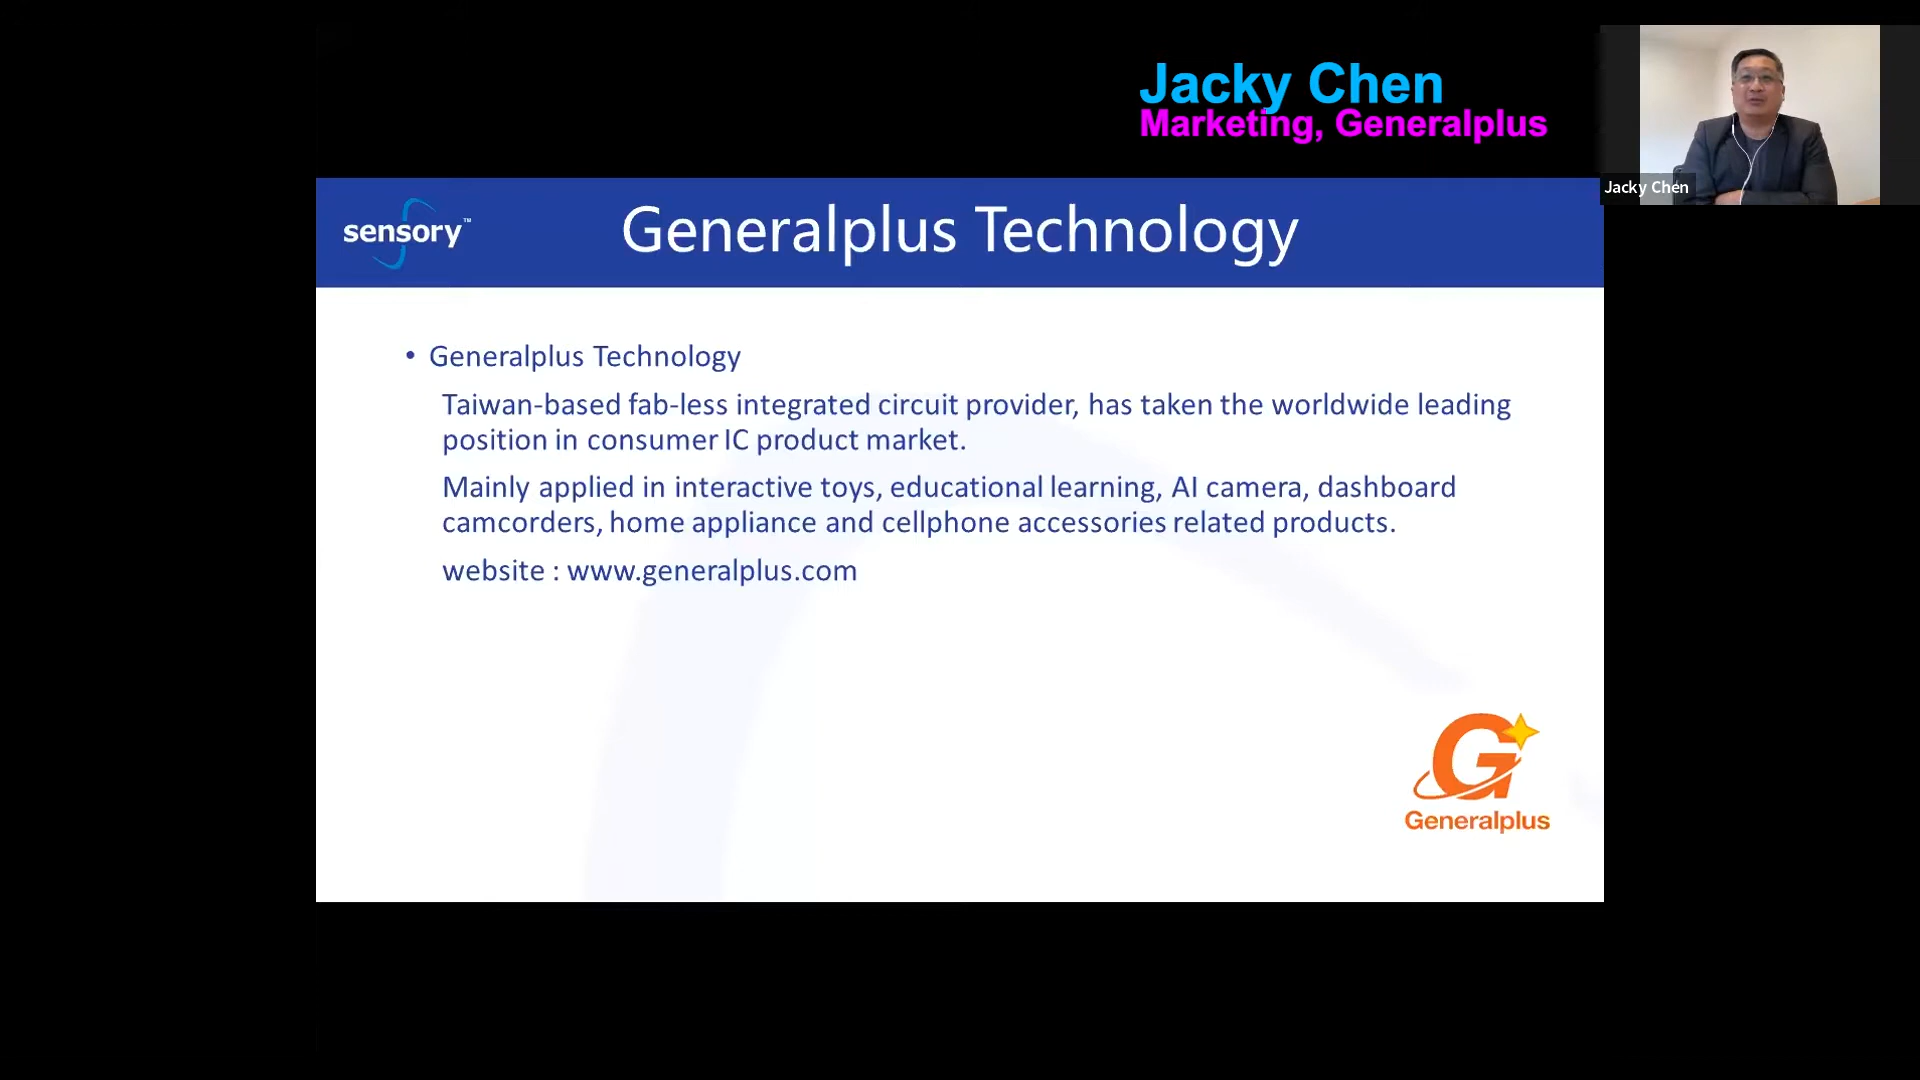 Jacky Chen
Marketing, Generalplus
Jacky Chen
sensory™
Generalplus Technology
• Generalplus Technology
Taiwan-based fab-less integrated circuit provider, has taken the worldwide leading
position in consumer IC product market.
Mainly applied in interactive toys, educational learning, AI camera, dashboard
camcorders, home appliance and cellphone accessories related products.
website : www.generalplus.com
G
Generalplus